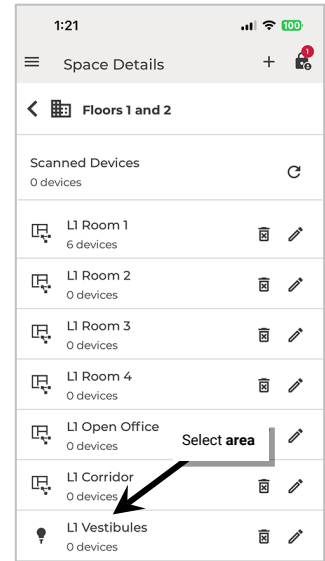 1:21
100
Space Details
1
Floors 1 and 2
Scanned Devices
0 devices
L1 Room 1
6 devices
L1 Room 2
0 devices
L1 Room 3
0 devices
L1 Room 4
0 devices
L1 Open Office
0 devices
Select area
L1 Corridor
0 devices
L1 Vestibules
0 devices